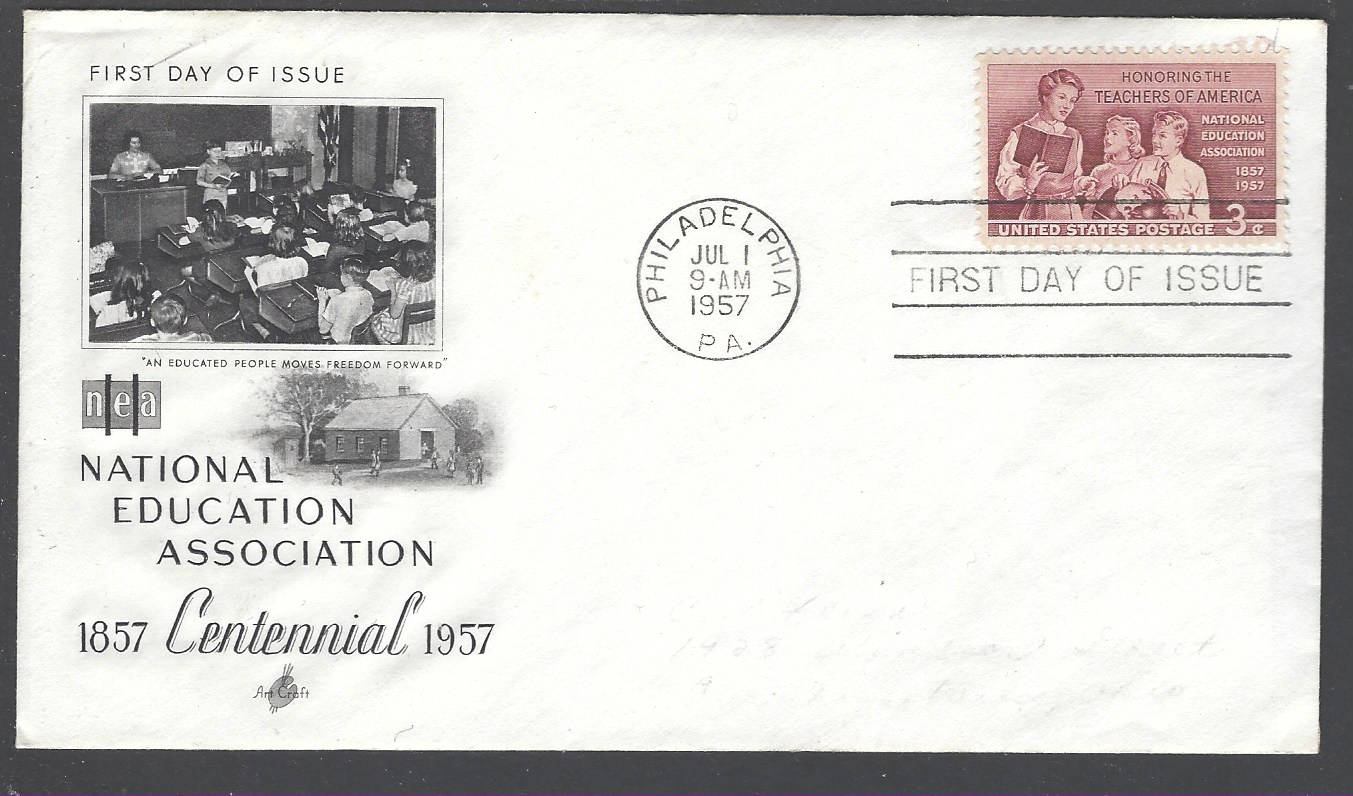 FIRST DAY OF ISSUE
"AN EDUCATED PEOPLE MOVES FREEDOM FORWARD"
nea
NATIONAL
EDUCATION
ASSOCIATION
1857 Centennial 1957
Art Craft
PHILADELPHIA
JUL 1
9-AM
1957
PA.
HONORING THE
TEACHERS OF AMERICA
NATIONAL
EDUCATION
ASSOCIATION
1857
1957
UNITED STATES POSTAGE 3¢
FIRST DAY OF ISSUE
Street
Ohio